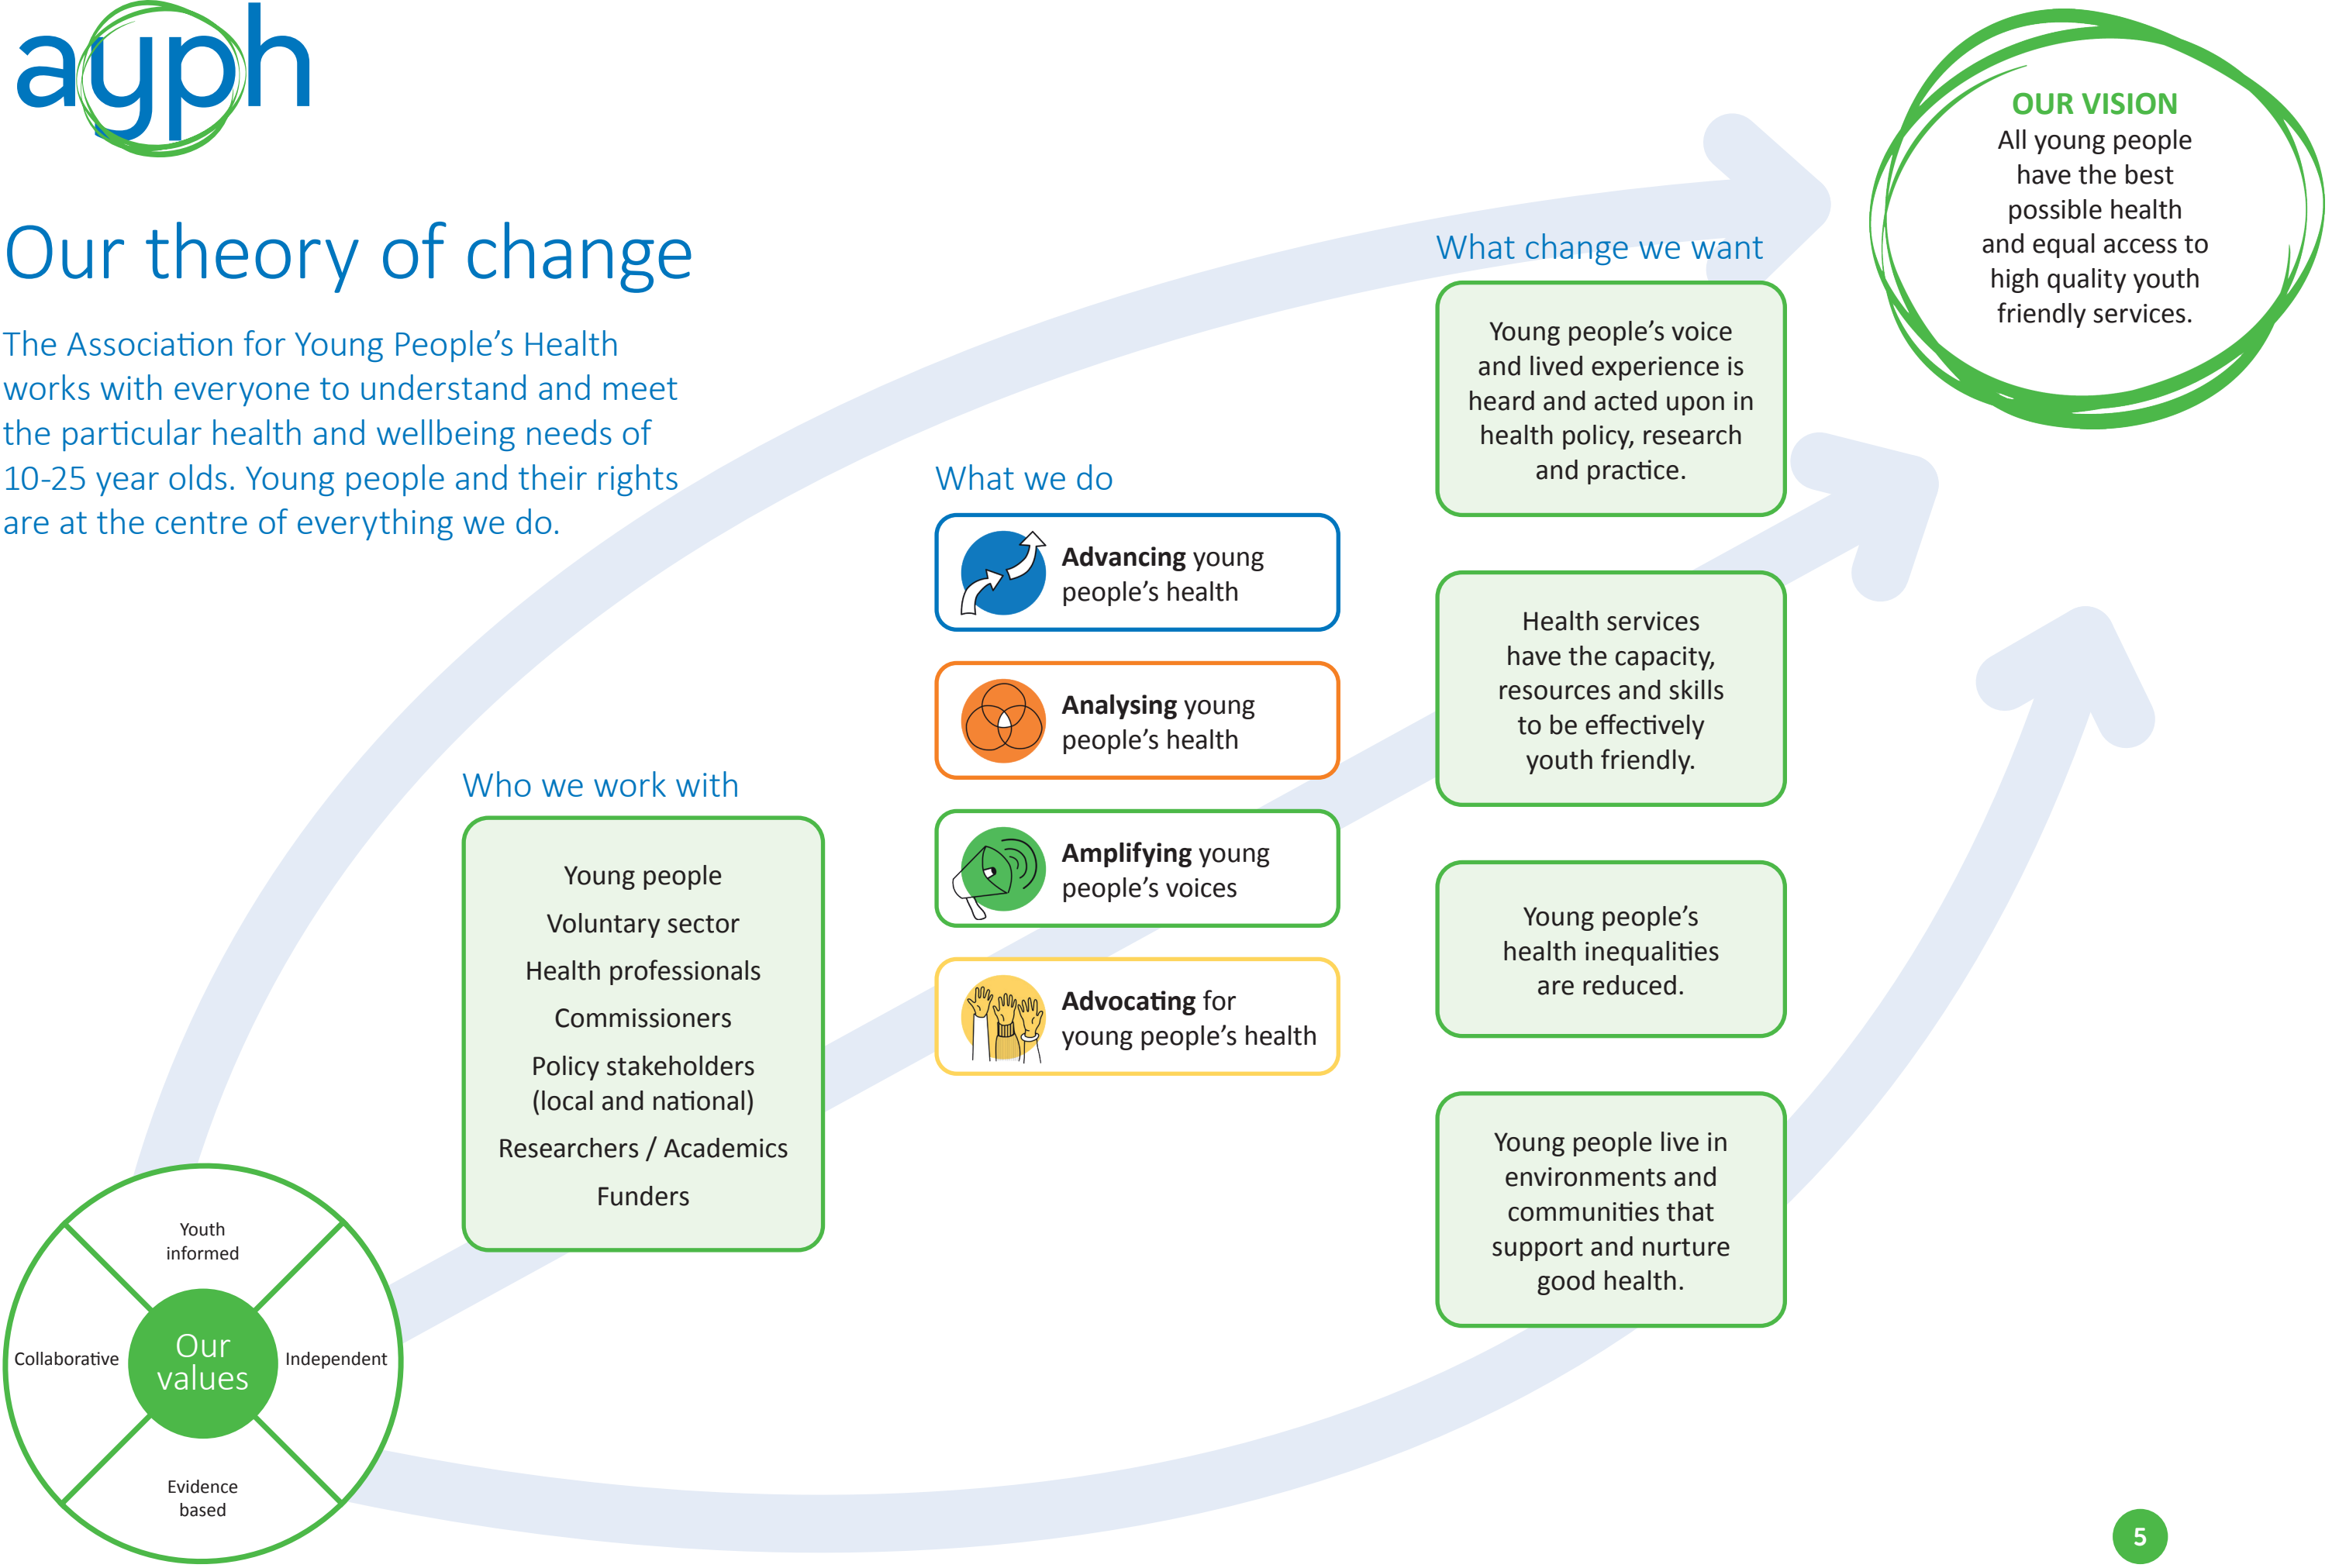 ayph
Our theory of change
The Association for Young People’s Health
works with everyone to understand and meet
the particular health and wellbeing needs of
10-25 year olds. Young people and their rights
are at the centre of everything we do.
Our
values
Youth
informed
Independent
Evidence
based
Collaborative
Who we work with
Young people
Voluntary sector
Health professionals
Commissioners
Policy stakeholders
(local and national)
Researchers / Academics
Funders
What we do
Advancing young
people’s health
Analysing young
people’s health
Amplifying young
people’s voices
Advocating for
young people’s health
What change we want
Young people’s voice
and lived experience is
heard and acted upon in
health policy, research
and practice.
Health services
have the capacity,
resources and skills
to be effectively
youth friendly.
Young people’s
health inequalities
are reduced.
Young people live in
environments and
communities that
support and nurture
good health.
OUR VISION
All young people
have the best
possible health
and equal access to
high quality youth
friendly services.
5